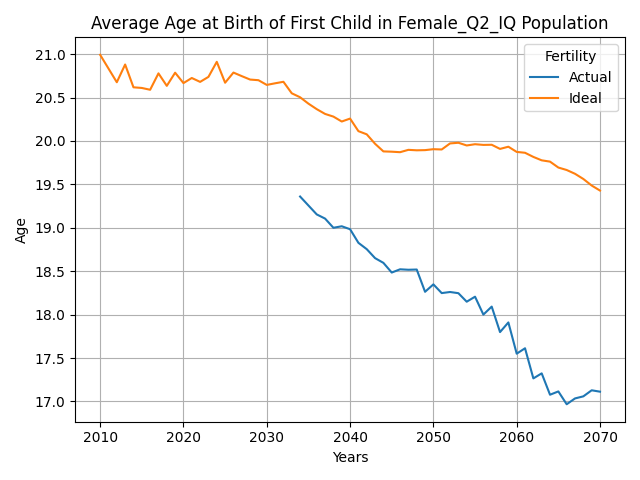 Average Age at Birth of First Child in Female_Q2_IQ Population
Fertility
Actual
Ideal
21.0
20.5
20.0
19.5
19.0
18.5
18.0
17.5
17.0
Age
2010 2020 2030 2040 2050 2060 2070
Years